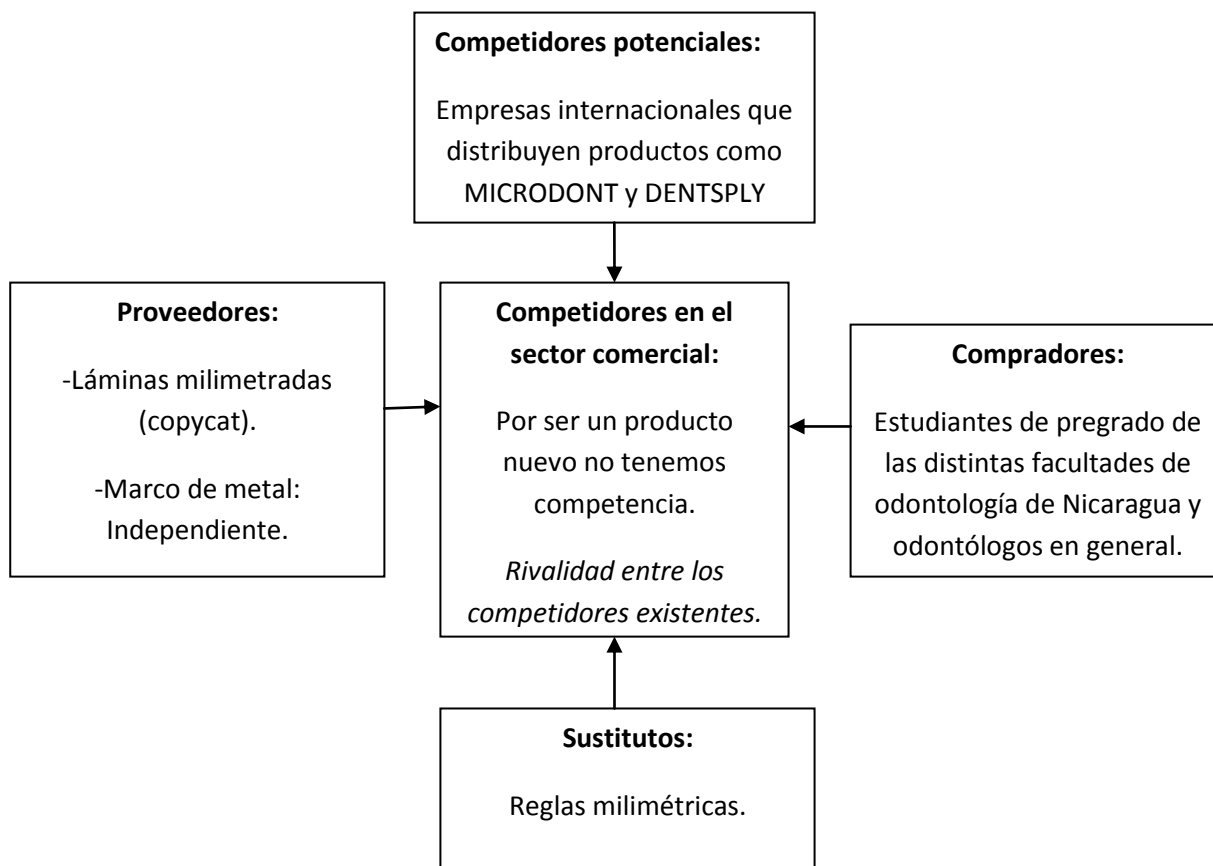 Competidores potenciales:
Empresas internacionales que
distribuyen productos como
MICRODONT y DENTSPLY
Proveedores:
-Láminas milimetradas
(copycat).
-Marco de metal:
Independiente.
Competidores en el
sector comercial:
Por ser un producto
nuevo no tenemos
competencia.
Rivalidad entre los
competidores existentes.
Compradores:
Estudiantes de pregrado de
las distintas facultades de
odontología de Nicaragua y
odontólogos en general.
Sustitutos:
Reglas milimétricas.